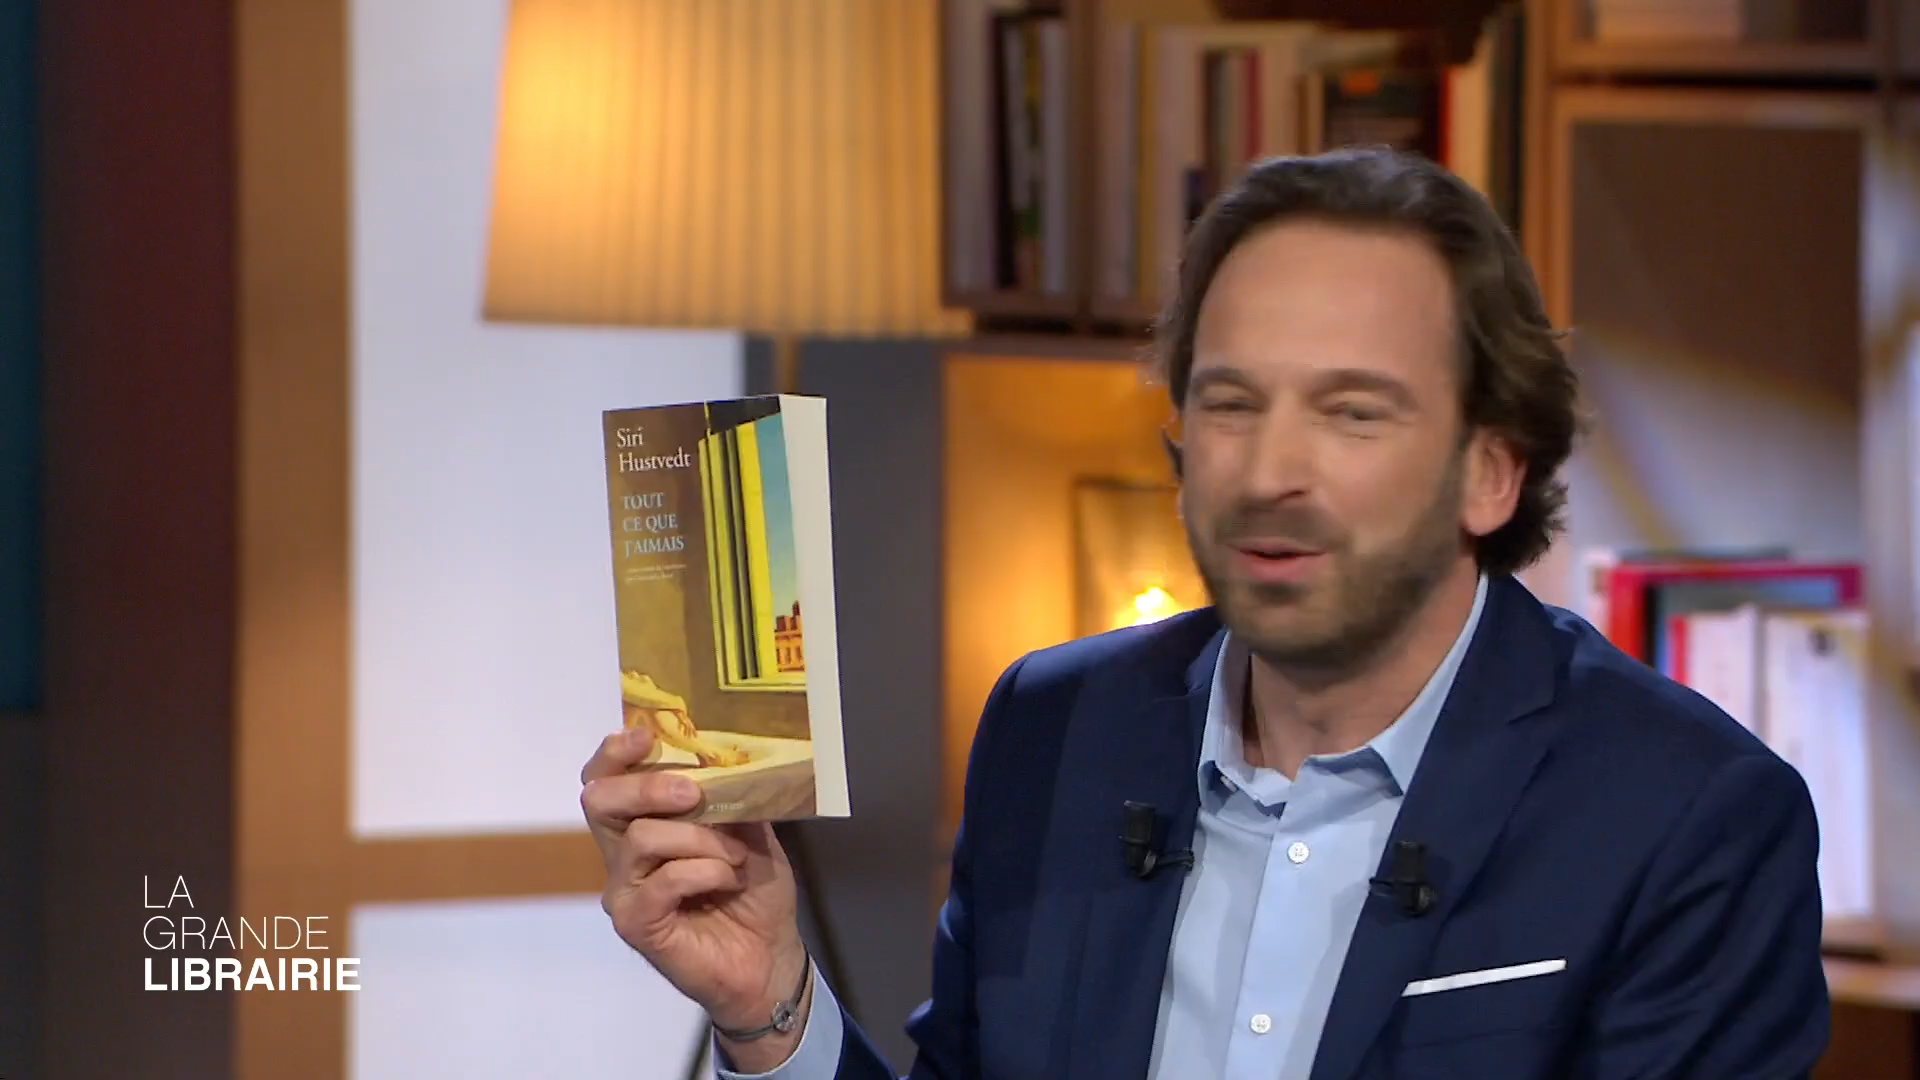 Siri
Hustvedt
TOUT
CE QUE
J'AIMAIS
LA
GRANDE
LIBRAIRIE